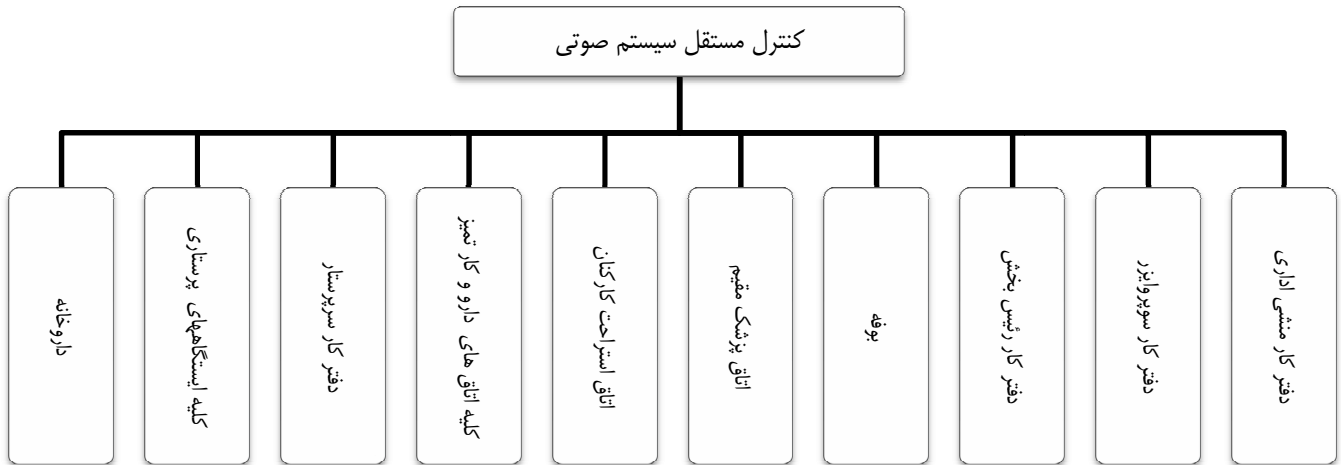 کنترل مستقل سیستم صوتی
دفتر کار منشی اداری
دفتر کار سوپروایزر
دفتر کار رئیس بخش
بوفه
اتاق پزشک مقیم
اتاق استراحت کارکنان
کلیه اتاق های دارو و کار تمیز
دفتر کار سرپرستار
کلیه ایستگاههای پرستاری
داروخانه